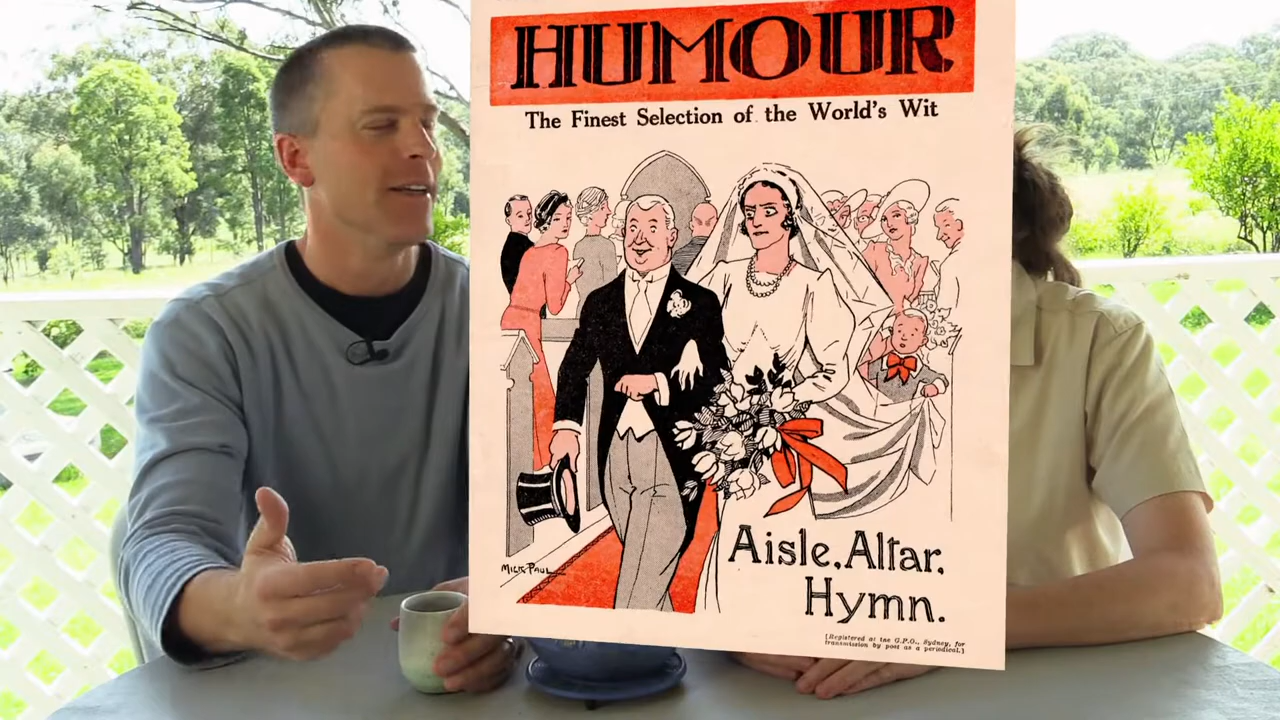 HUMOUR
The Finest Selection of the World's Wit
Aisle, Altar,
Hymn.
[Registered at the G.P.O., Sydney, for
transmission by post as a periodical.]